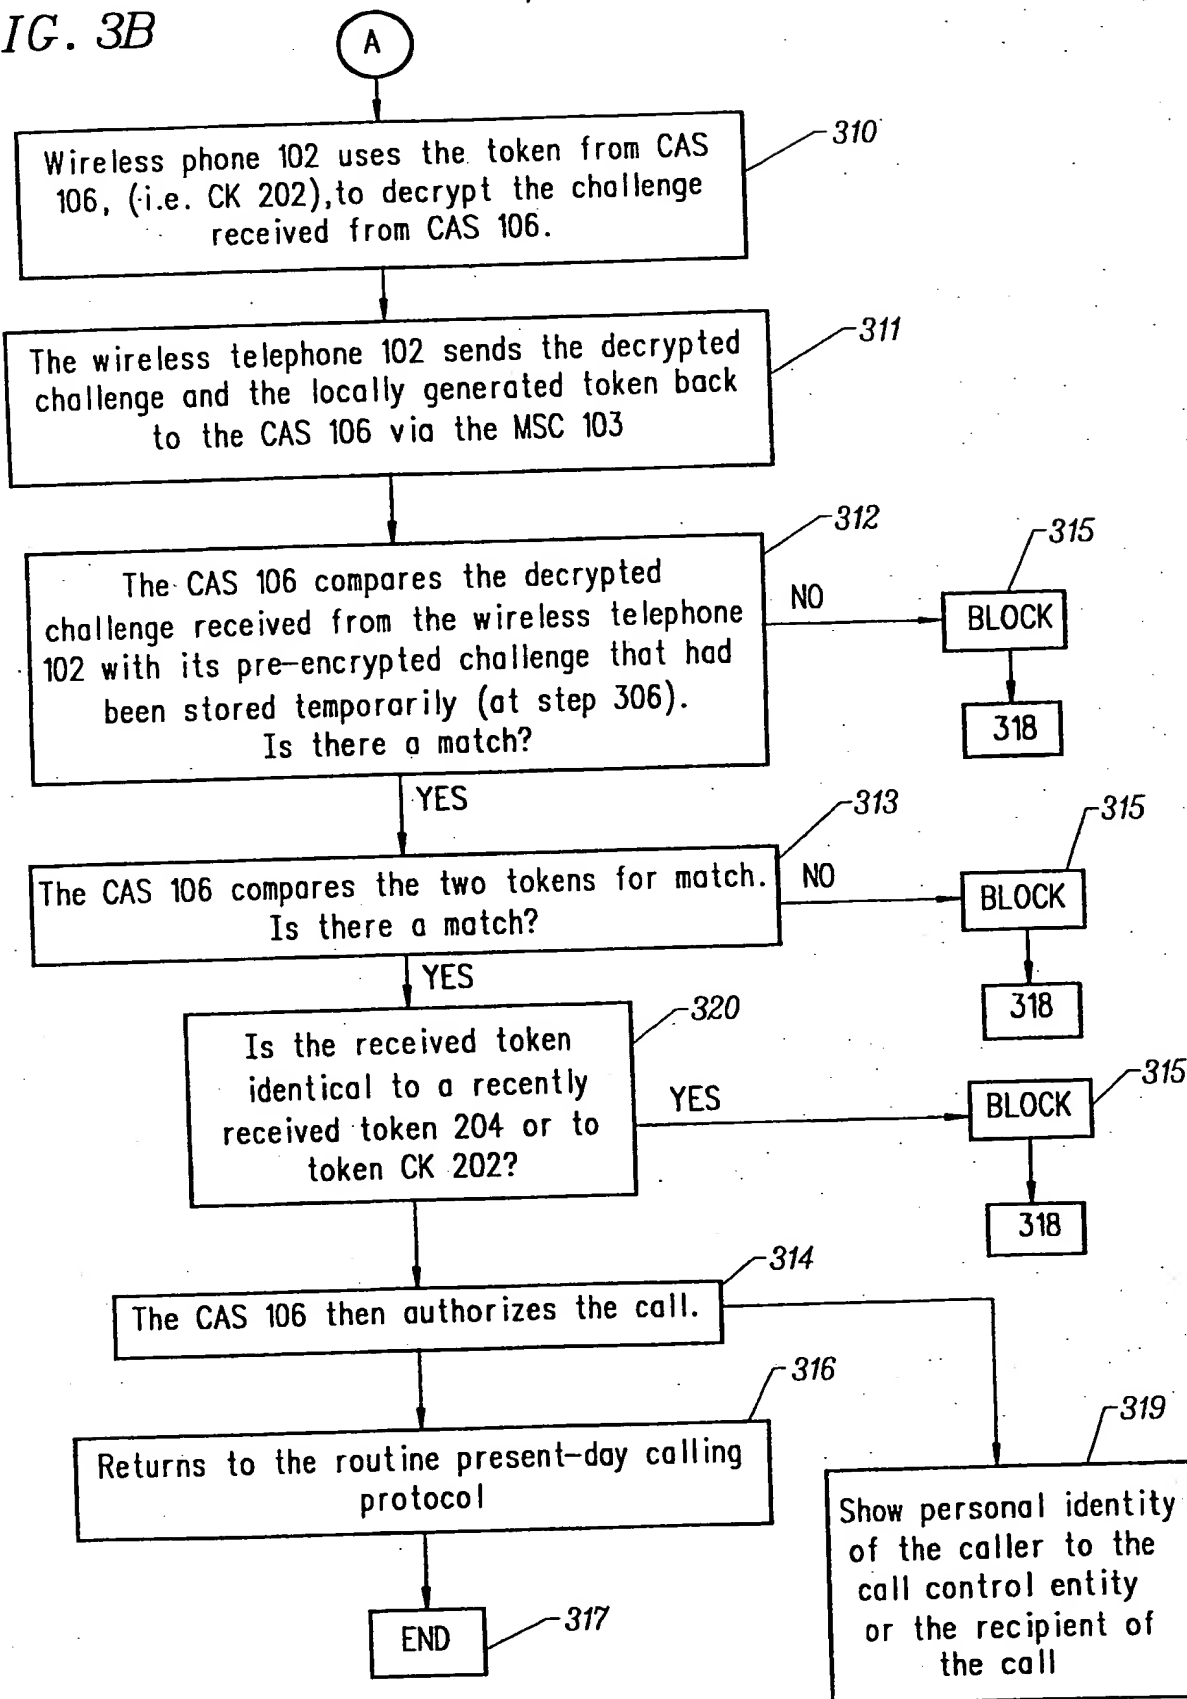 IG. 3B
A
Wireless phone 102 uses the token from CAS
106, (i.e. CK 202), to decrypt the challenge
received from CAS 106.
310
The wireless telephone 102 sends the decrypted
challenge and the locally generated token back
to the CAS 106 via the MSC 103
311
The CAS 106 compares the decrypted
challenge received from the wireless telephone
102 with its pre-encrypted challenge that had
been stored temporarily (at step 306).
Is there a match?
312
NO
315
BLOCK
318
YES
313
The CAS 106 compares the two tokens for match.
Is there a match?
NO
315
BLOCK
318
YES
320
Is the received token
identical to a recently
received token 204 or to
token CK 202?
YES
315
BLOCK
318
314
The CAS 106 then authorizes the call.
316
Returns to the routine present-day calling
protocol
319
Show personal identity
of the caller to the
call control entity
or the recipient of
the call
END
317